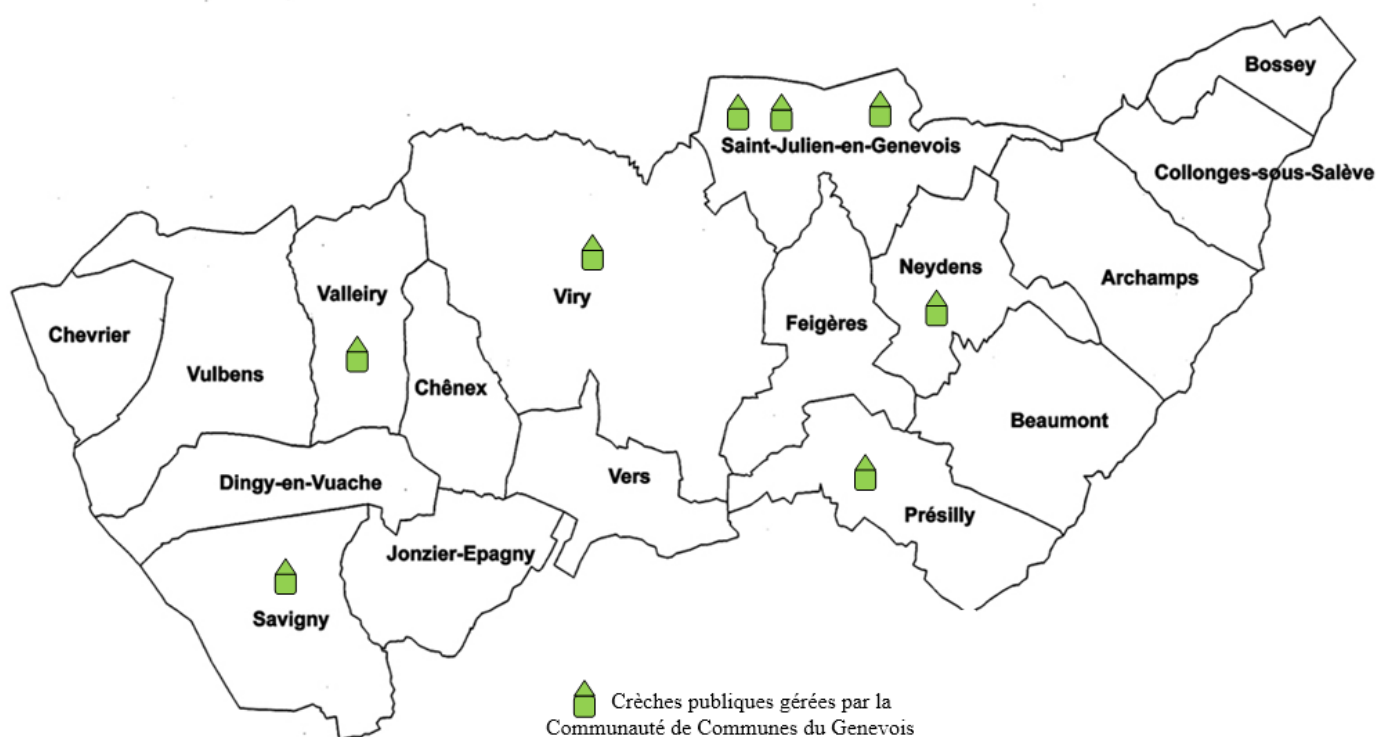 Bossey
Saint-Julien-en-Genevois
Collonges-sous-Salève
Neydens
Archamps
Valleiry
Viry
Feigères
Chevrier
Vulbens
Chênex
Beaumont
Vers
Dingy-en-Vuache
Présilly
Jonzier-Epagny
Savigny
Crèches publiques gérées par la
Communauté de Communes du Genevois